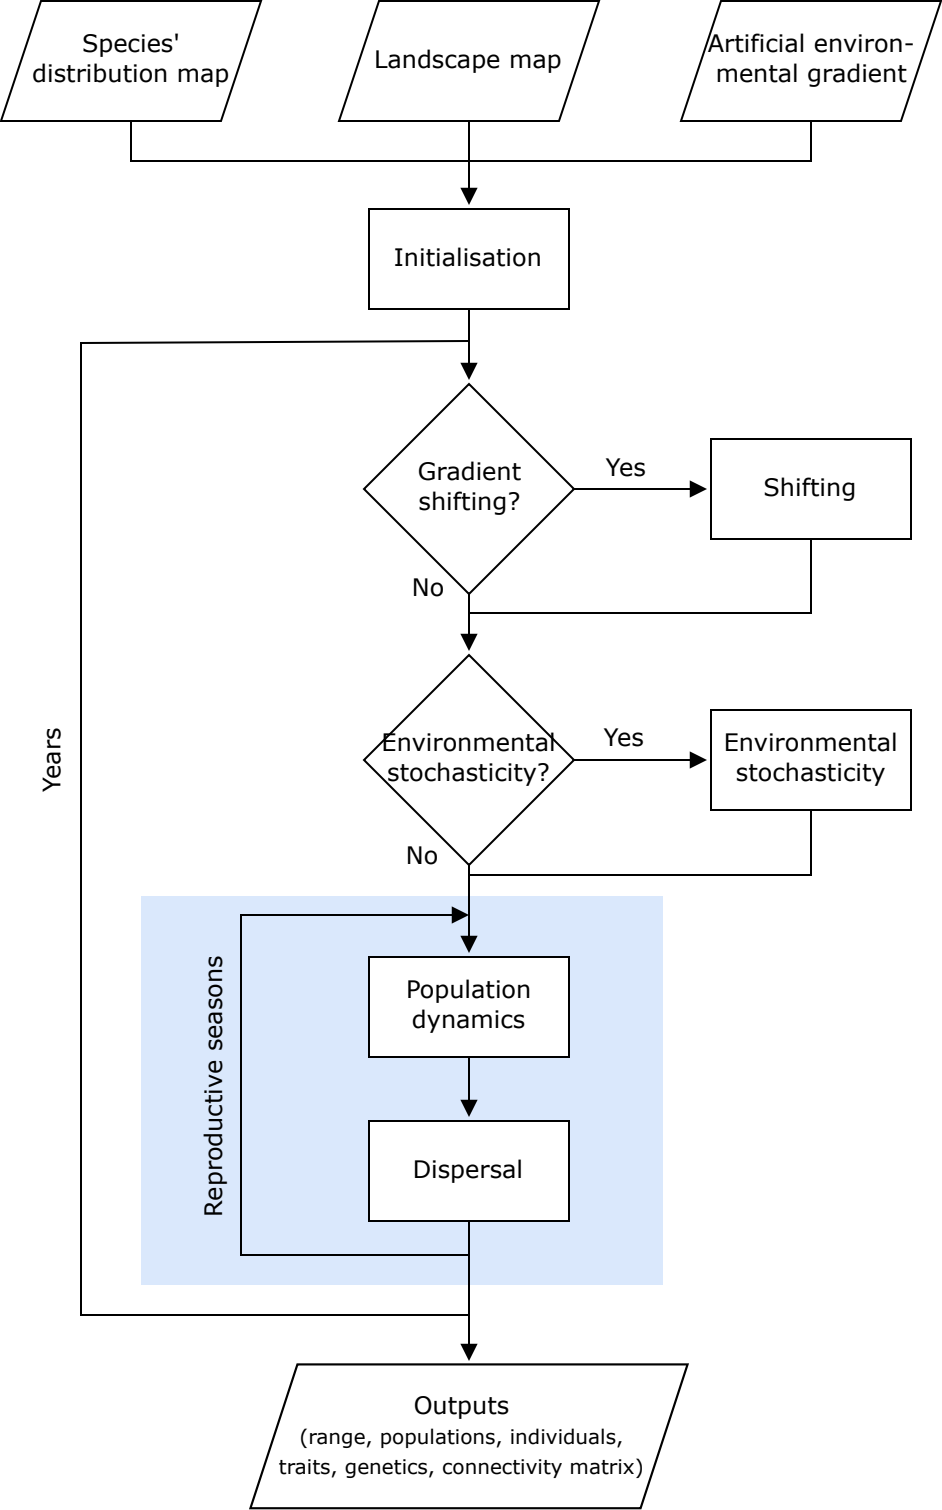 Species'
distribution map
Landscape map
Artificial environ-
mental gradient
Initialisation
Gradient
shifting?
Yes
Shifting
No
Environmental
stochasticity?
Yes
Environmental
stochasticity
No
Years
Reproductive seasons
Population
dynamics
Dispersal
Outputs
(range, populations, individuals,
traits, genetics, connectivity matrix)